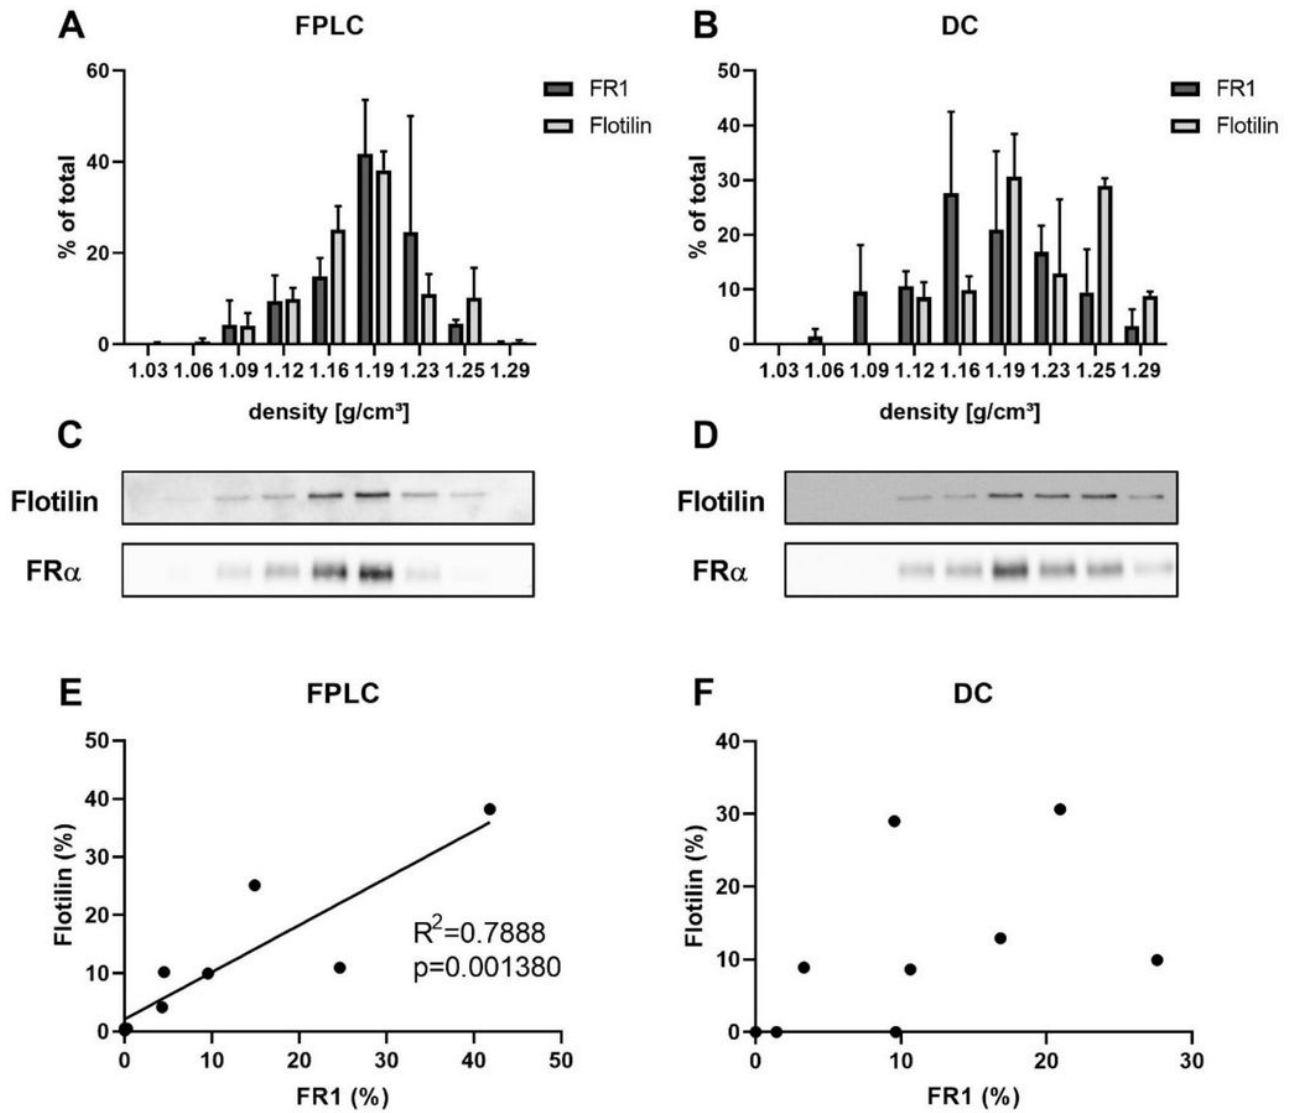 A
FPLC
60
40
20
0
% of total
FR1
Flotilin
1.03 1.06 1.09 1.12 1.16 1.19 1.23 1.25 1.29
density [g/cm³]
B
DC
50
40
30
20
10
0
% of total
FR1
Flotilin
1.03 1.06 1.09 1.12 1.16 1.19 1.23 1.25 1.29
density [g/cm³]
C
Flotilin
FRα
D
Flotilin
FRα
E
FPLC
50
40
30
20
10
0
Flotilin (%)
R²=0.7888
p=0.001380
0 10 20 30 40 50
FR1 (%)
F
DC
40
30
20
10
0
Flotilin (%)
0 10 20 30
FR1 (%)